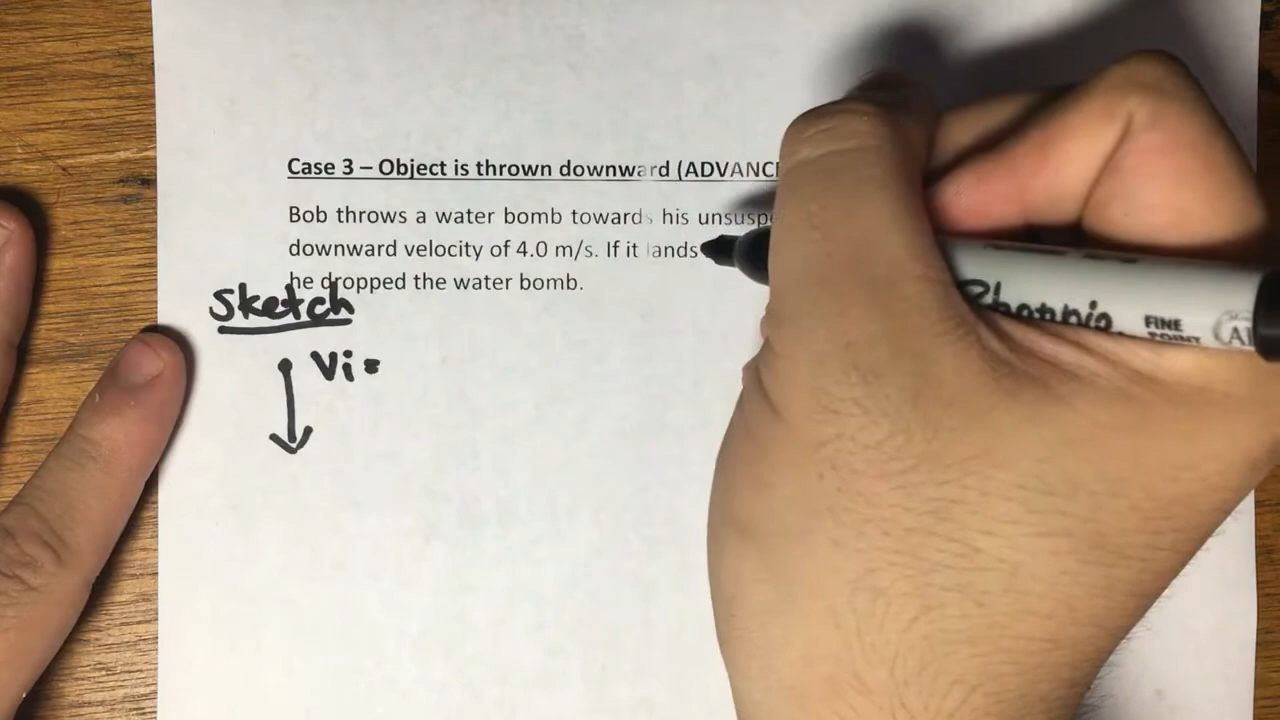 Case 3 – Object is thrown downward (ADVANC
Bob throws a water bomb towards his unsusp
downward velocity of 4.0 m/s. If it lands
he dropped the water bomb.
Sketch
Vi=
Sharpie
FINE
POINT